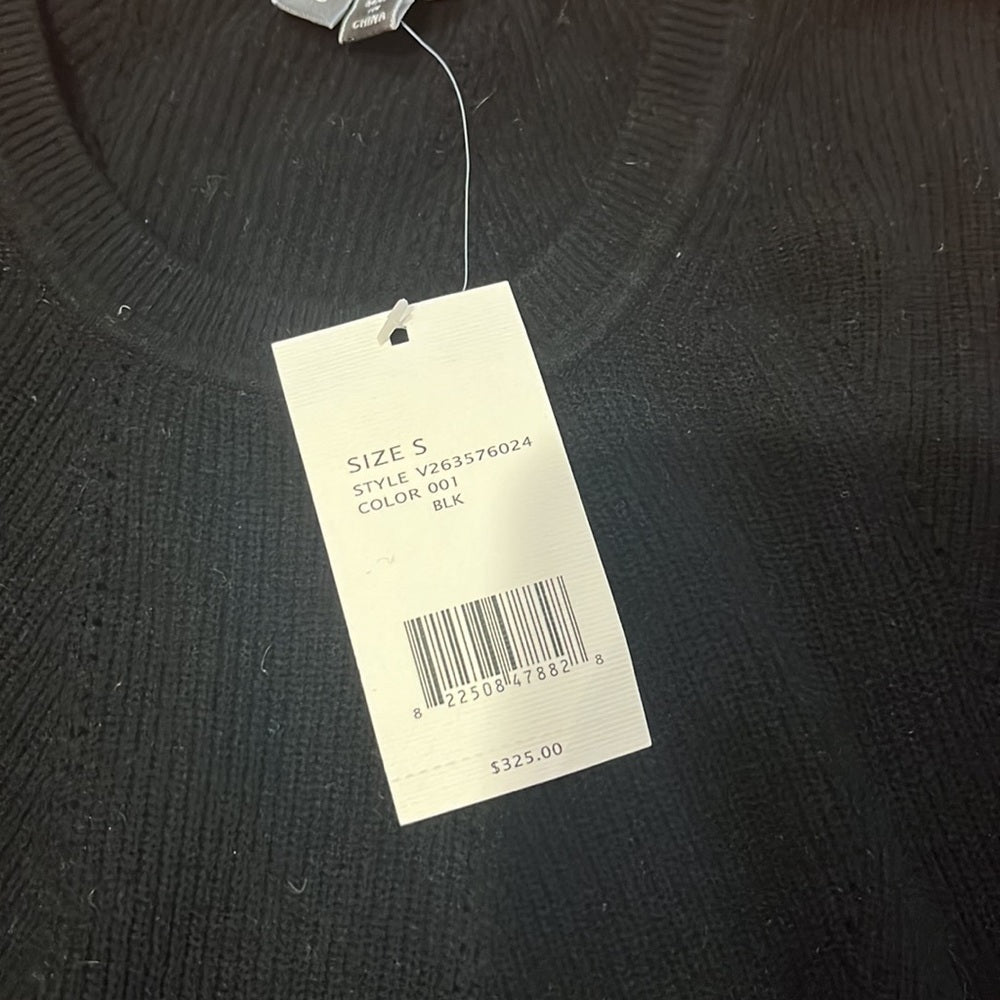 CHINA
SIZE S
STYLE V263576024
COLOR 001
BLK
8 22508 47882 8
$325.00